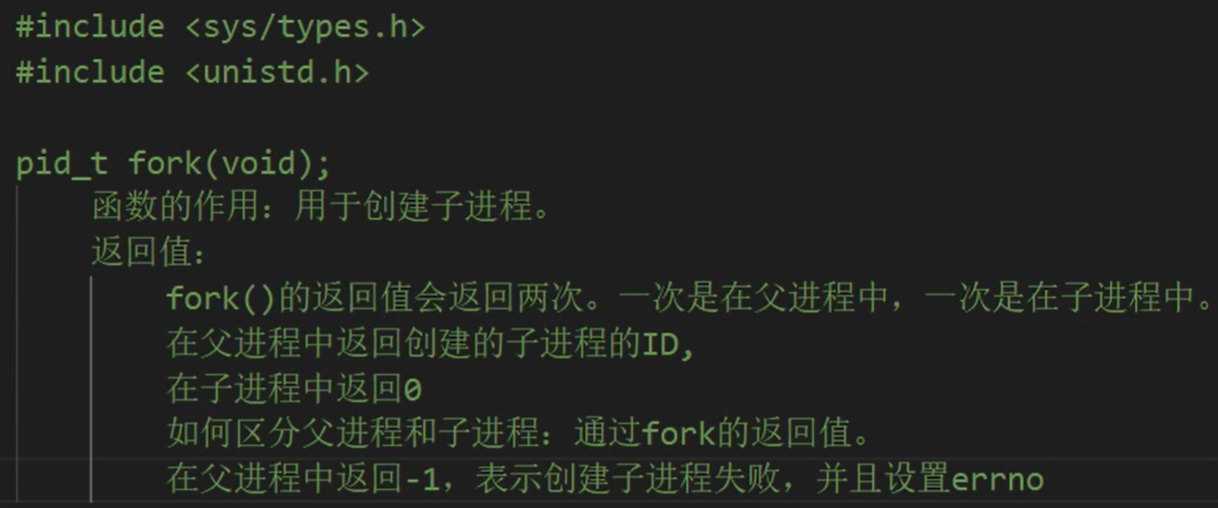 #include <sys/types.h>
#include <unistd.h>
pid_t fork(void);
函数的作用：用于创建子进程。
返回值：
fork()的返回值会返回两次。一次是在父进程中，一次是在子进程中。
在父进程中返回创建的子进程的ID,
在子进程中返回0
如何区分父进程和子进程：通过fork的返回值。
在父进程中返回-1，表示创建子进程失败，并且设置errno